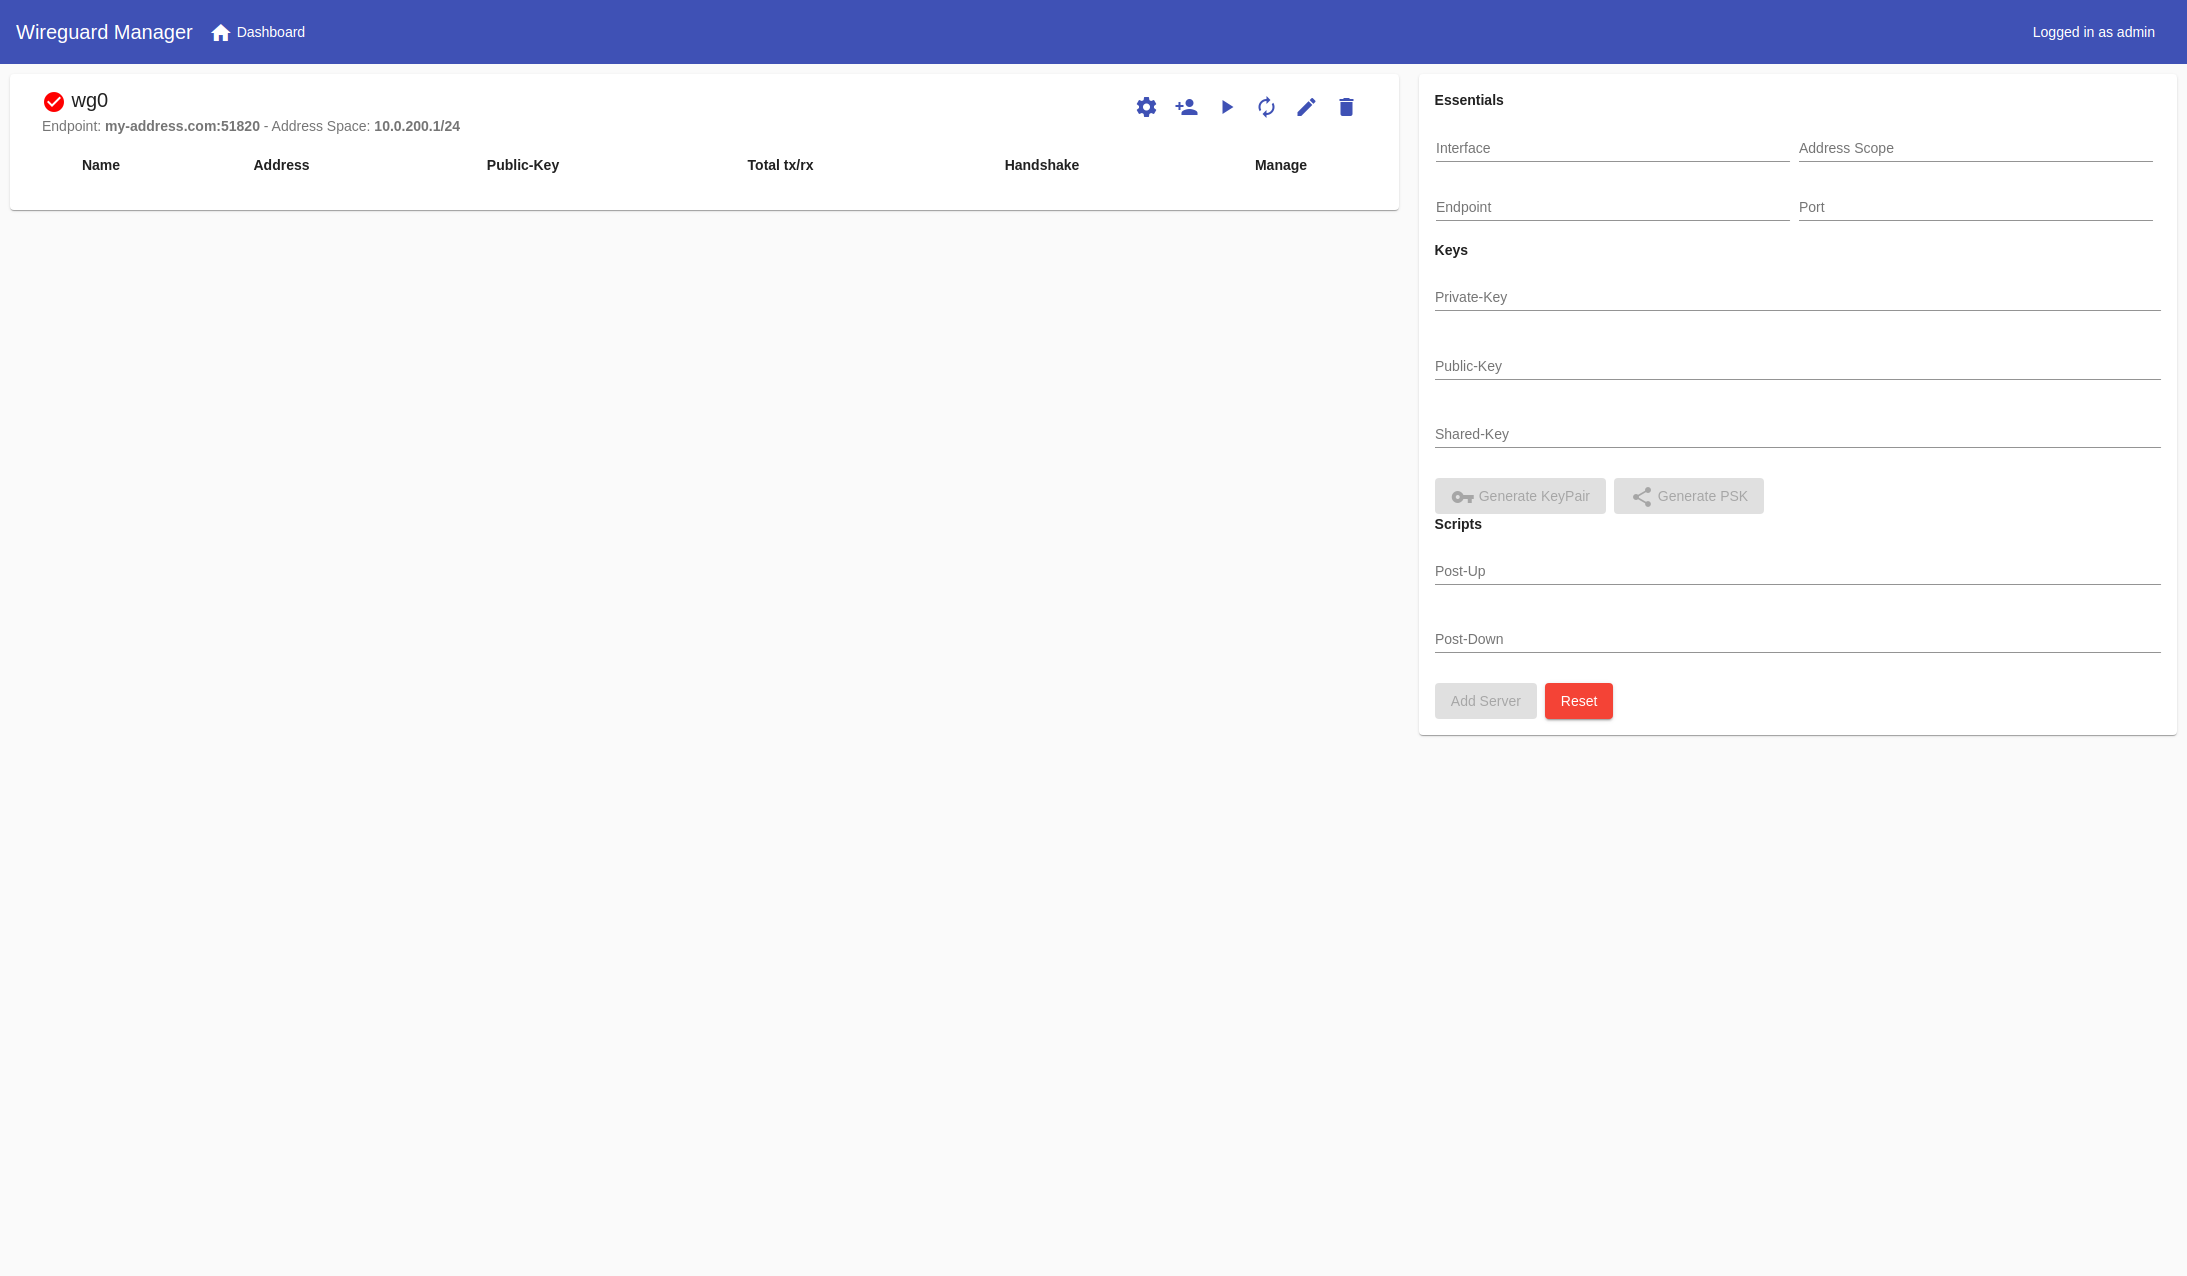 Wireguard Manager Dashboard Logged in as admin
wg0
Endpoint: my-address.com:51820 - Address Space: 10.0.200.1/24
Name Address Public-Key Total tx/rx Handshake Manage
Essentials
Interface Address Scope
Endpoint Port
Keys
Private-Key
Public-Key
Shared-Key
Generate KeyPair Generate PSK
Scripts
Post-Up
Post-Down
Add Server Reset